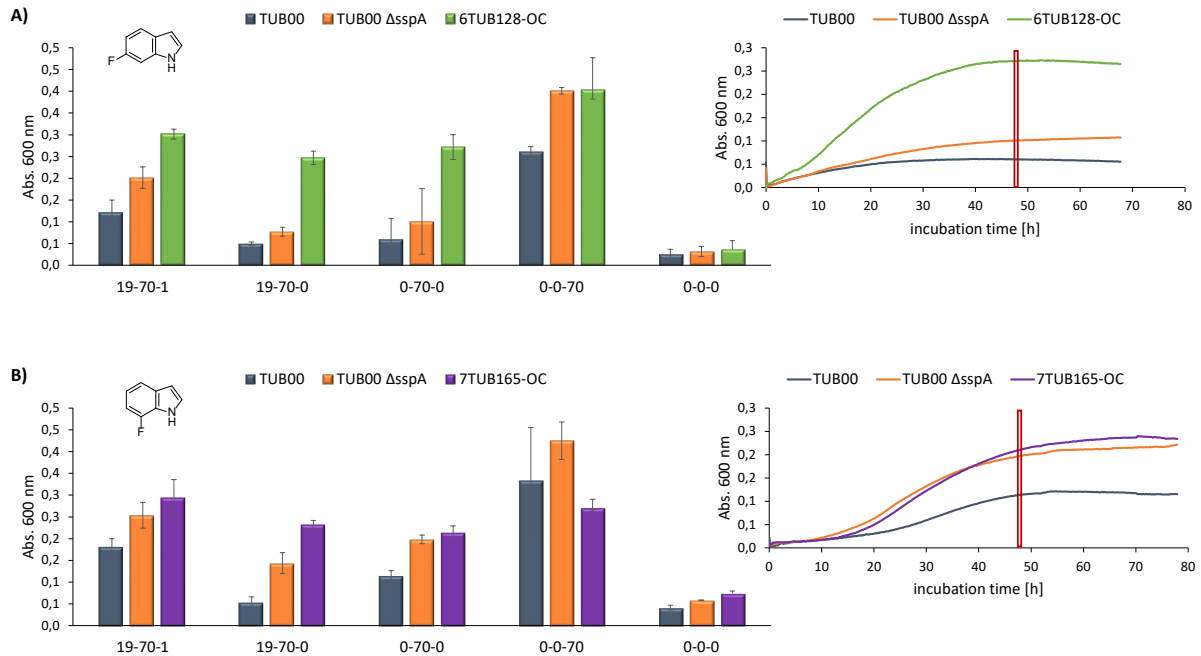 A)
TUB00 TUB00 ΔsspA 6TUB128-OC
F
N
H
Abs. 600 nm
0,5
0,4
0,4
0,3
0,3
0,2
0,2
0,1
0,1
0,0
19-70-1 19-70-0 0-70-0 0-0-70 0-0-0
TUB00 TUB00 ΔsspA 6TUB128-OC
Abs. 600 nm
0,3
0,3
0,2
0,2
0,1
0,1
0,0
0 10 20 30 40 50 60 70 80
incubation time [h]
B)
TUB00 TUB00 ΔsspA 7TUB165-OC
F
N
H
Abs. 600 nm
0,5
0,5
0,4
0,4
0,3
0,3
0,2
0,2
0,1
0,1
0,0
19-70-1 19-70-0 0-70-0 0-0-70 0-0-0
TUB00 TUB00 ΔsspA 7TUB165-OC
Abs. 600 nm
0,3
0,2
0,2
0,1
0,1
0,0
0 10 20 30 40 50 60 70 80
incubation time [h]